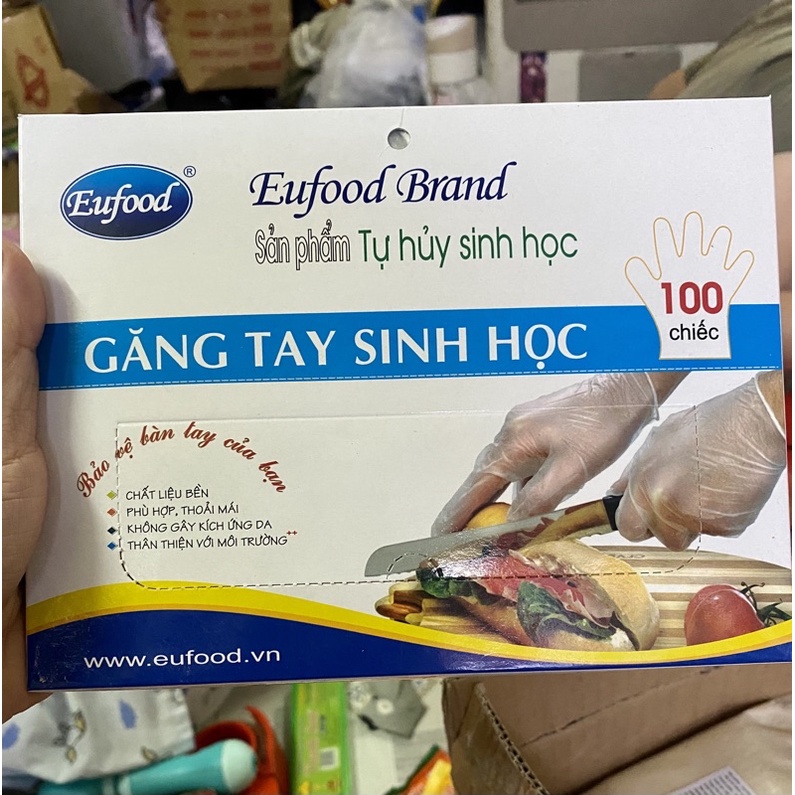 Eufood ®
Eufood Brand
Sản phẩm Tự hủy sinh học
100
chiếc
GĂNG TAY SINH HỌC
Bảo vệ bàn tay của bạn
CHẤT LIỆU BỀN
PHÙ HỢP, THOẢI MÁI
KHÔNG GÂY KÍCH ỨNG DA
THÂN THIỆN VỚI MÔI TRƯỜNG++
www.eufood.vn